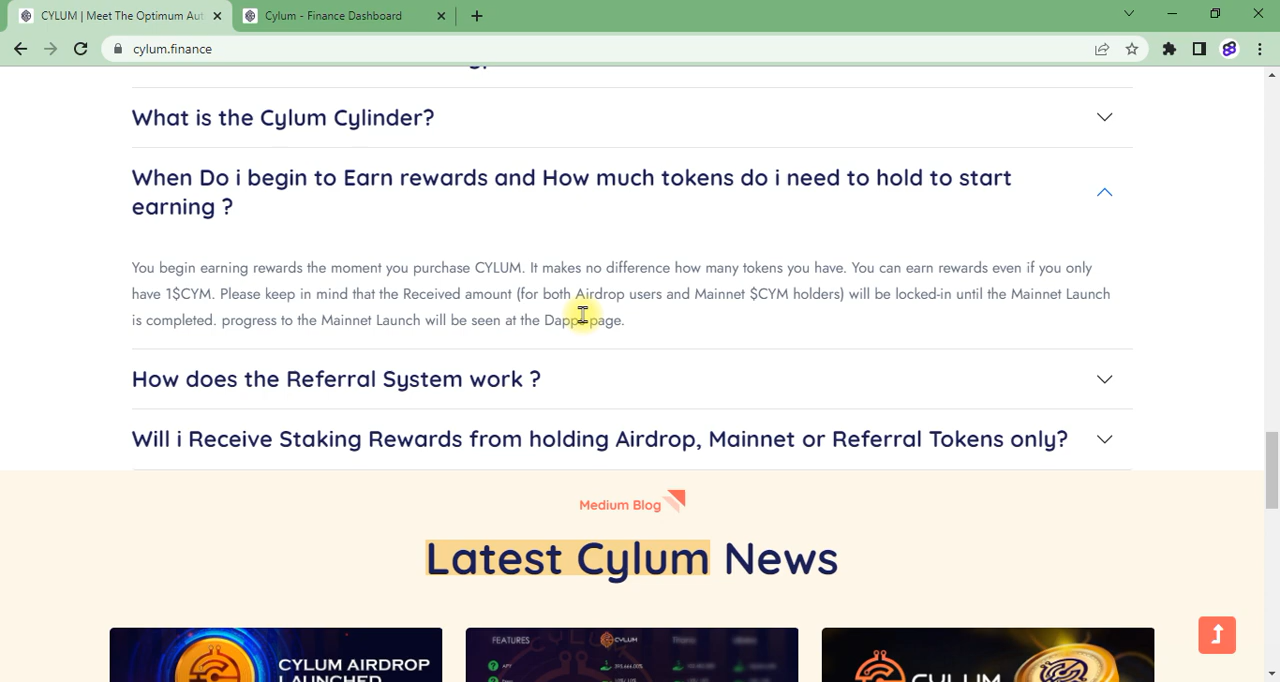 CYLUM | Meet The Optimum Aut
Cylum - Finance Dashboard
cylum.finance
What is the Cylum Cylinder?
When Do i begin to Earn rewards and How much tokens do i need to hold to start
earning ?
You begin earning rewards the moment you purchase CYLUM. It makes no difference how many tokens you have. You can earn rewards even if you only
have 1$CYM. Please keep in mind that the Received amount (for both Airdrop users and Mainnet $CYM holders) will be locked-in until the Mainnet Launch
is completed. progress to the Mainnet Launch will be seen at the Dapp page.
How does the Referral System work ?
Will i Receive Staking Rewards from holding Airdrop, Mainnet or Referral Tokens only?
Medium Blog
Latest Cylum News
CYLUM AIRDROP
LAUNCHED
FEATURES
CYLUM
APY
CYLUM